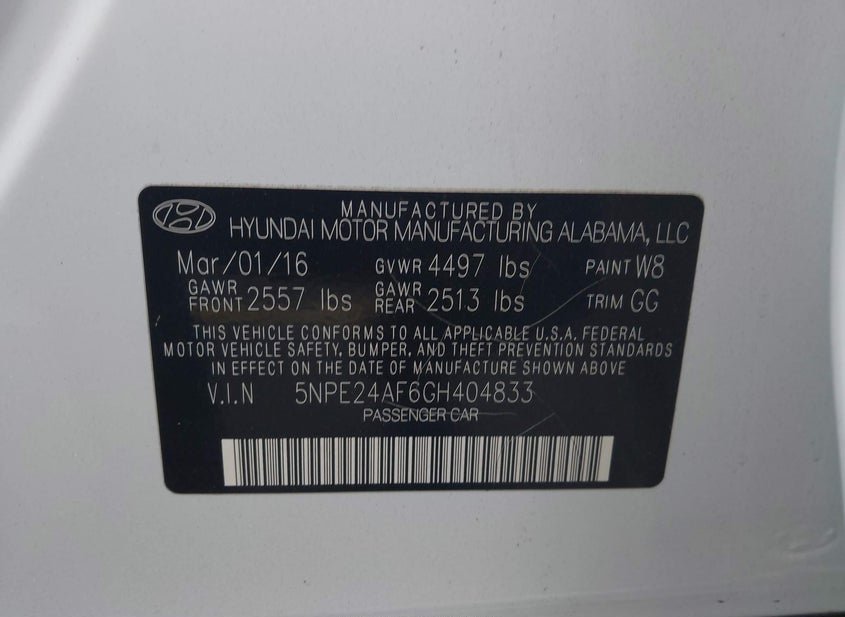 MANUFACTURED BY
HYUNDAI MOTOR MANUFACTURING ALABAMA, LLC
Mar/01/16 GVWR 4497 lbs PAINT W8
GAWR FRONT 2557 lbs GAWR REAR 2513 lbs TRIM GG
THIS VEHICLE CONFORMS TO ALL APPLICABLE U.S.A. FEDERAL
MOTOR VEHICLE SAFETY, BUMPER, AND THEFT PREVENTION STANDARDS
IN EFFECT ON THE DATE OF MANUFACTURE SHOWN ABOVE
V.I.N 5NPE24AF6GH404833
PASSENGER CAR